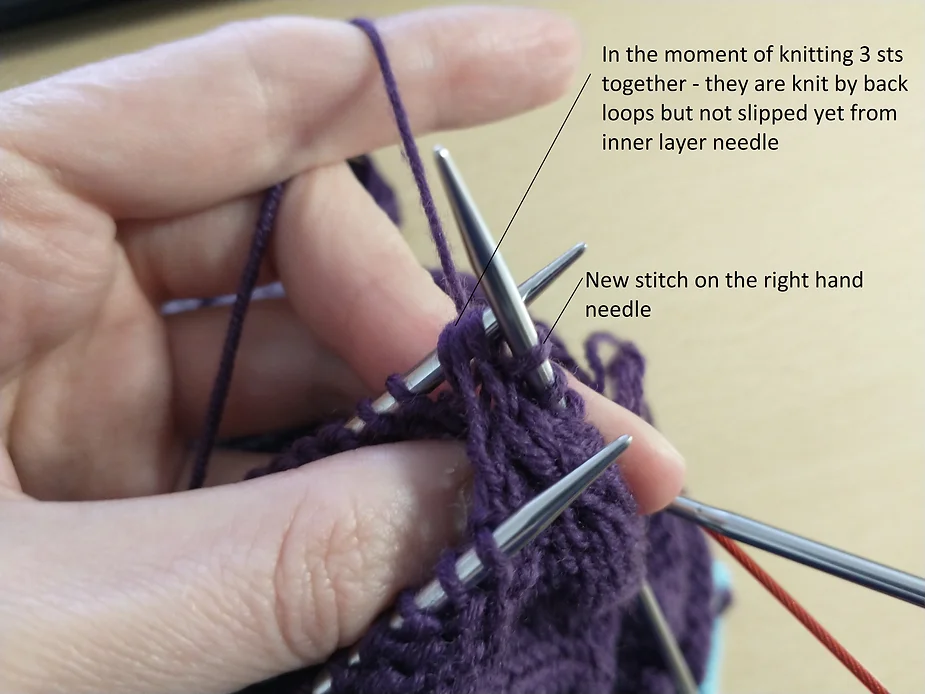 In the moment of knitting 3 sts
together - they are knit by back
loops but not slipped yet from
inner layer needle
New stitch on the right hand
needle